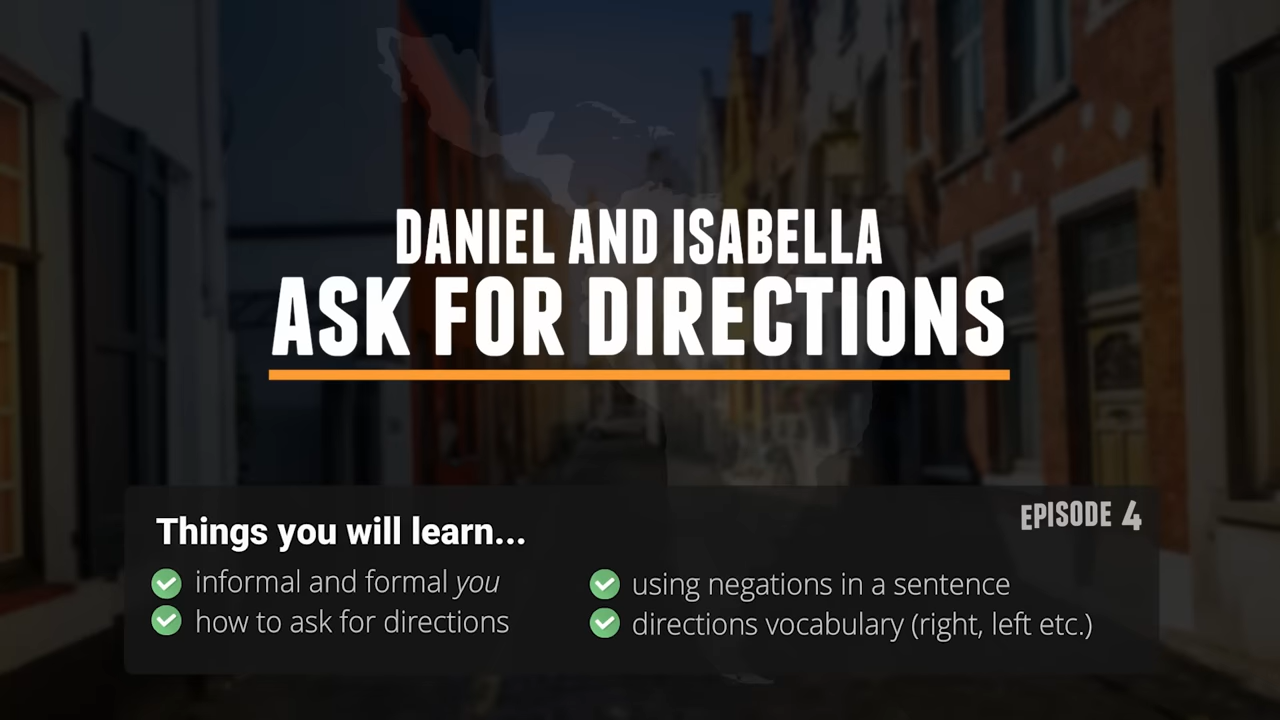 DANIEL AND ISABELLA
ASK FOR DIRECTIONS
EPISODE 4
Things you will learn...
informal and formal you
how to ask for directions
using negations in a sentence
directions vocabulary (right, left etc.)